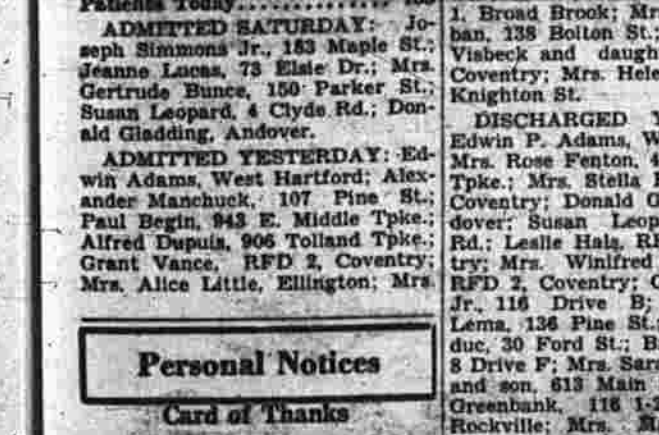 Patients Today
ADMITTED SATURDAY: Jo-
seph Simmons Jr., 183 Maple St.;
Jeanne Lucas, 73 Elsie Dr.; Mrs.
Gertrude Bunce, 150 Parker St.;
Susan Leopard, 4 Clyde Rd.; Don-
ald Gladding, Andover.
ADMITTED YESTERDAY: Ed-
win Adams, West Hartford; Alex-
ander Manchuck, 107 Pine St.;
Paul Begin, 943 E. Middle Tpke.;
Alfred Dupuis, 906 Tolland Tpke.;
Grant Vance, RFD 2, Coventry;
Mrs. Alice Little, Ellington; Mrs.
Personal Notices
Card of Thanks
1, Broad Brook; Mr
ban, 138 Bolton St.;
Visbeck and daugh
Coventry; Mrs. Hele
Knighton St.
DISCHARGED Y
Edwin P. Adams, W
Mrs. Rose Fenton, 4
Tpke.; Mrs. Stella
Coventry; Donald G
dover; Susan Leop
Rd.; Leslie Hals, RF
try; Mrs. Winifred
RFD 2, Coventry; C
Jr., 116 Drive B;
Lema, 136 Pine St.;
duc, 30 Ford St.; B
8 Drive F; Mrs. Sara
and son, 613 Main
Greenbank, 116 1-2
Rockville; Mrs. M